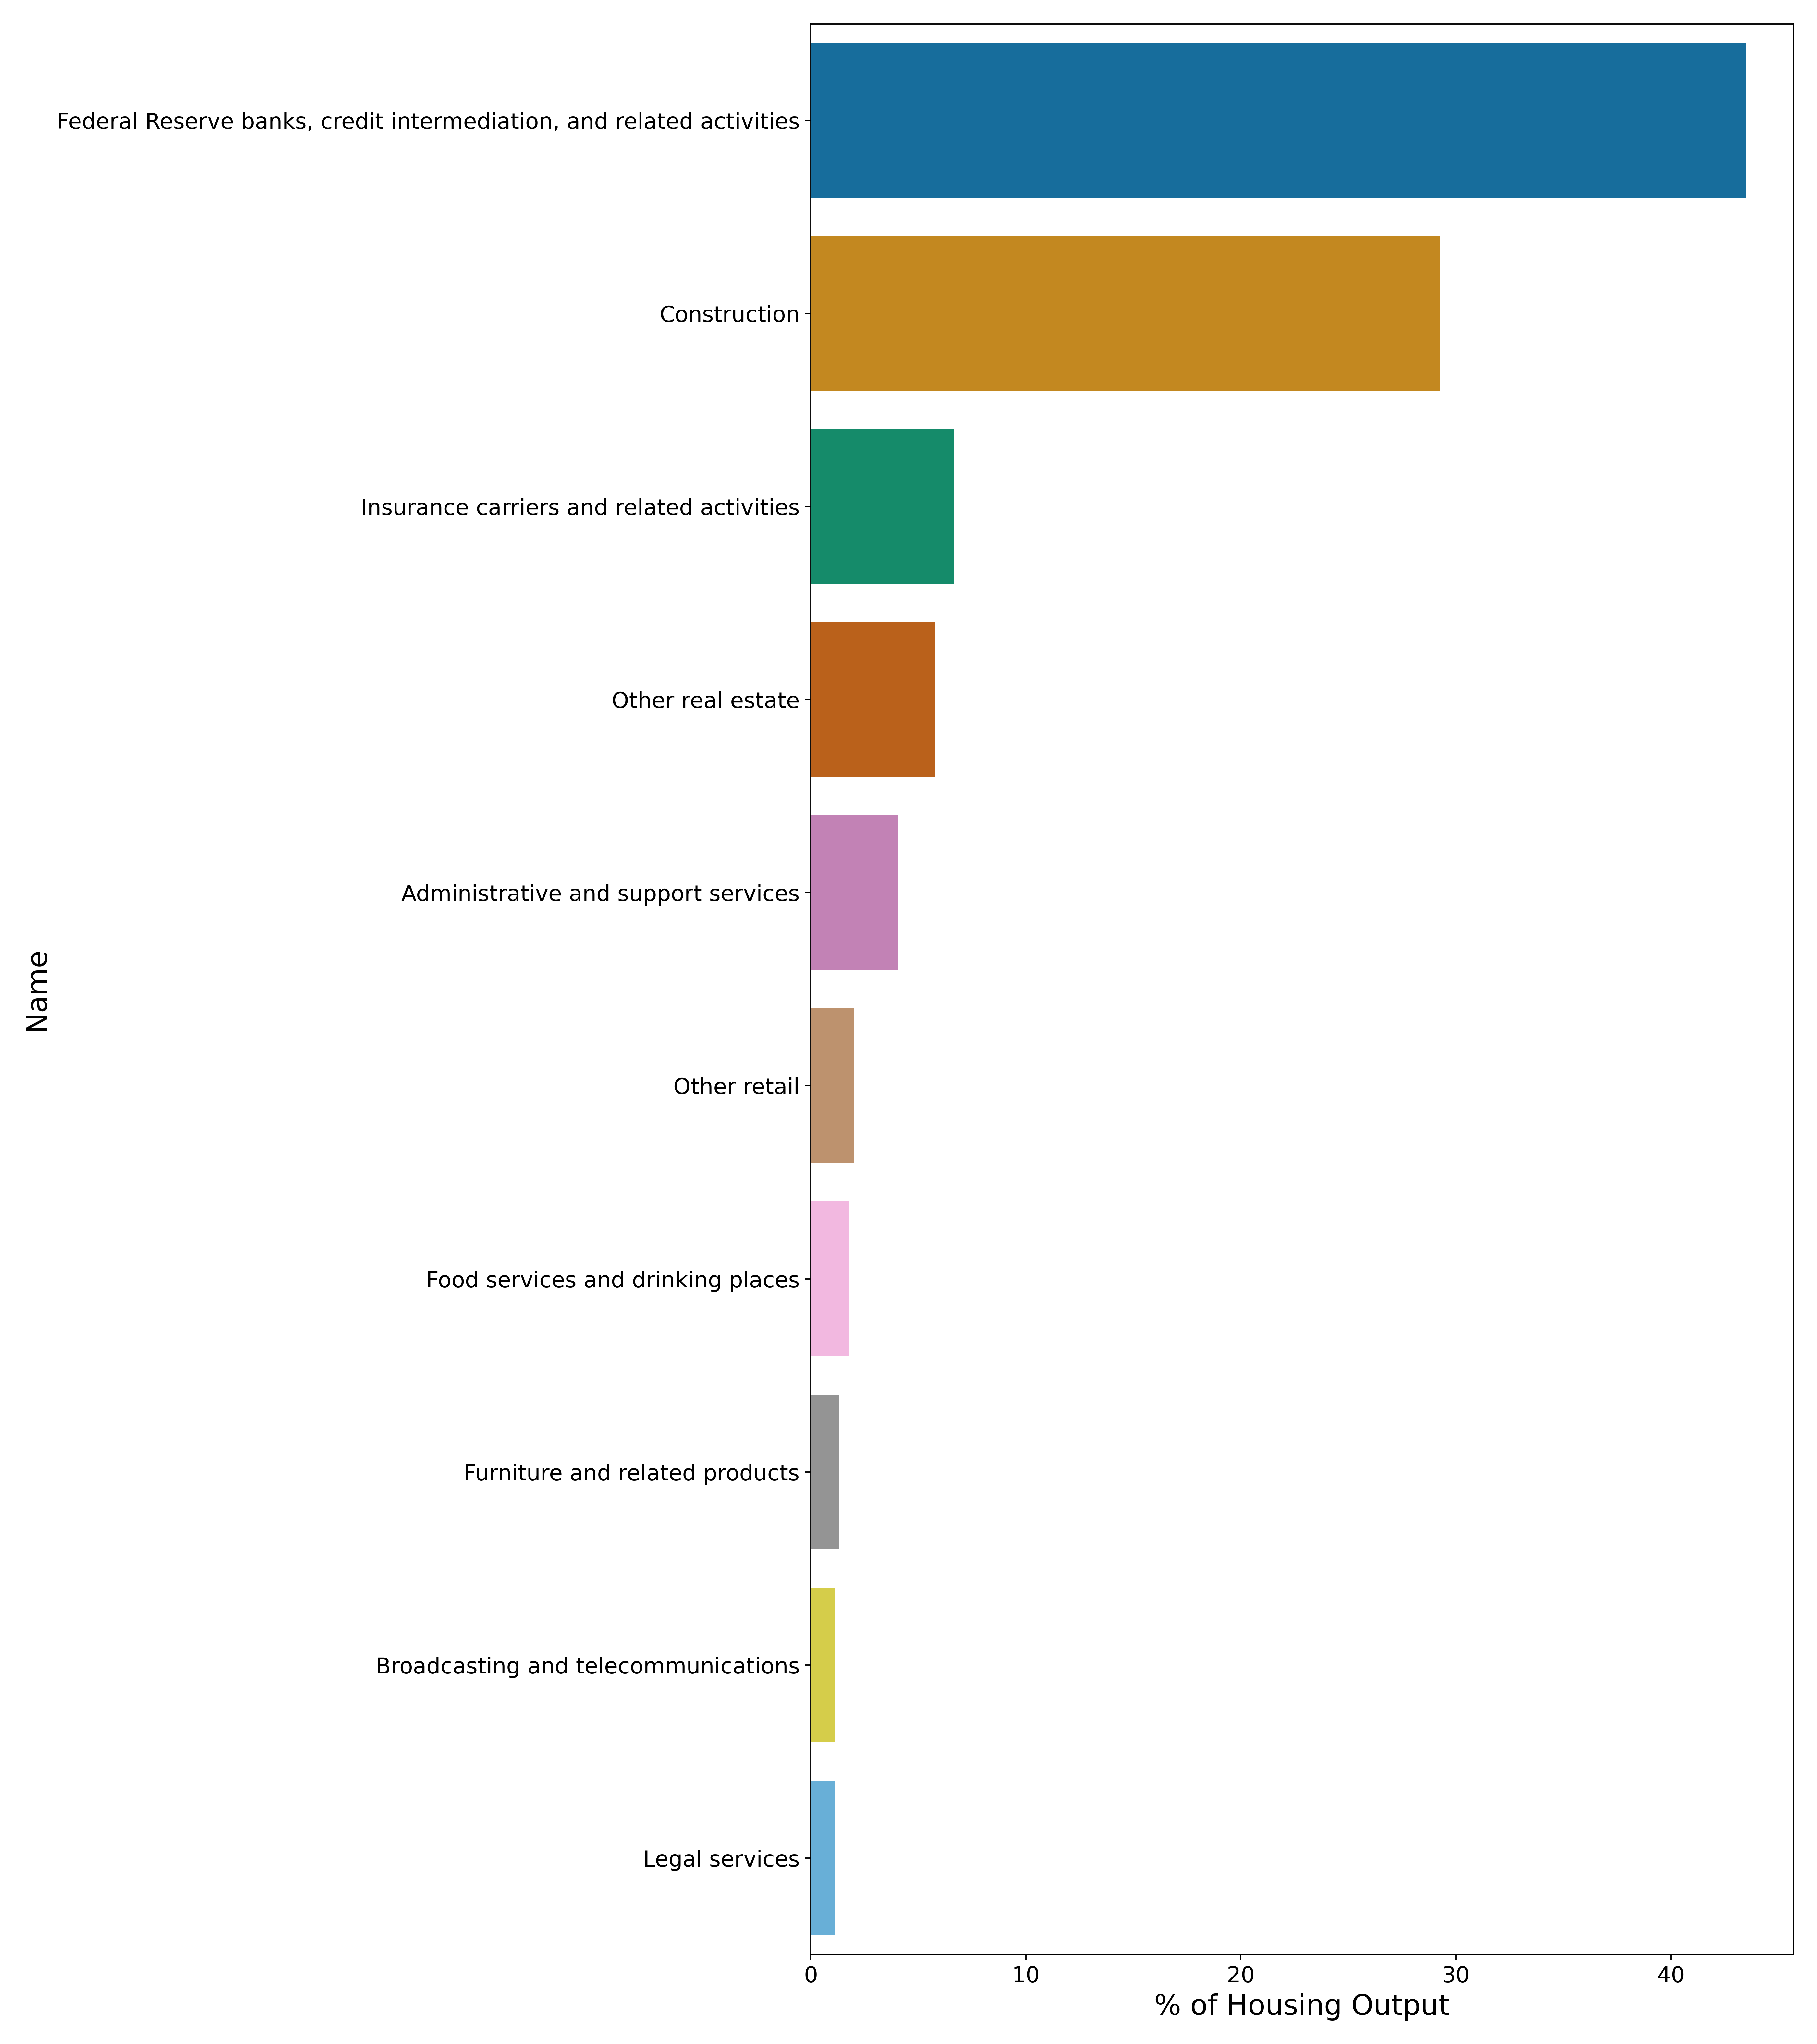 Federal Reserve banks, credit intermediation, and related activities
Construction
Insurance carriers and related activities
Other real estate
Administrative and support services
Name
Other retail
Food services and drinking places
Furniture and related products
Broadcasting and telecommunications
Legal services
0 10 20 30 40
% of Housing Output